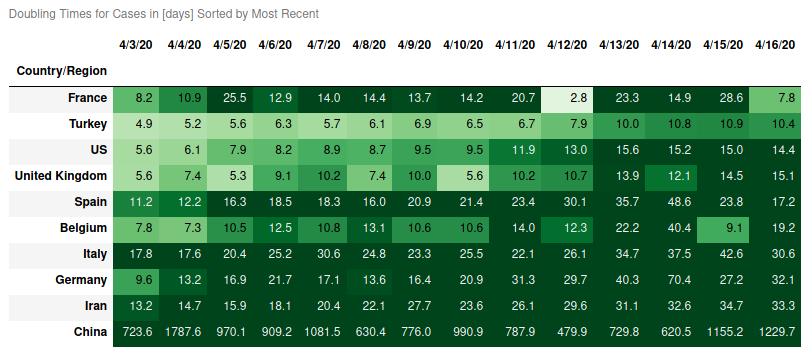 Doubling Times for Cases in [days] Sorted by Most Recent
4/3/20 4/4/20 4/5/20 4/6/20 4/7/20 4/8/20 4/9/20 4/10/20 4/11/20 4/12/20 4/13/20 4/14/20 4/15/20 4/16/20
Country/Region
France 8.2 10.9 25.5 12.9 14.0 14.4 13.7 14.2 20.7 2.8 23.3 14.9 28.6 7.8
Turkey 4.9 5.2 5.6 6.3 5.7 6.1 6.9 6.5 6.7 7.9 10.0 10.8 10.9 10.4
US 5.6 6.1 7.9 8.2 8.9 8.7 9.5 9.5 11.9 13.0 15.6 15.2 15.0 14.4
United Kingdom 5.6 7.4 5.3 9.1 10.2 7.4 10.0 5.6 10.2 10.7 13.9 12.1 14.5 15.1
Spain 11.2 12.2 16.3 18.5 18.3 16.0 20.9 21.4 23.4 30.1 35.7 48.6 23.8 17.2
Belgium 7.8 7.3 10.5 12.5 10.8 13.1 10.6 10.6 14.0 12.3 22.2 40.4 9.1 19.2
Italy 17.8 17.6 20.4 25.2 30.6 24.8 23.3 25.5 22.1 26.1 34.7 37.5 42.6 30.6
Germany 9.6 13.2 16.9 21.7 17.1 13.6 16.4 20.9 31.3 29.7 40.3 70.4 27.2 32.1
Iran 13.2 14.7 15.9 18.1 20.4 22.1 27.7 23.6 26.1 29.6 31.1 32.6 34.7 33.3
China 723.6 1787.6 970.1 909.2 1081.5 630.4 776.0 990.9 787.9 479.9 729.8 620.5 1155.2 1229.7